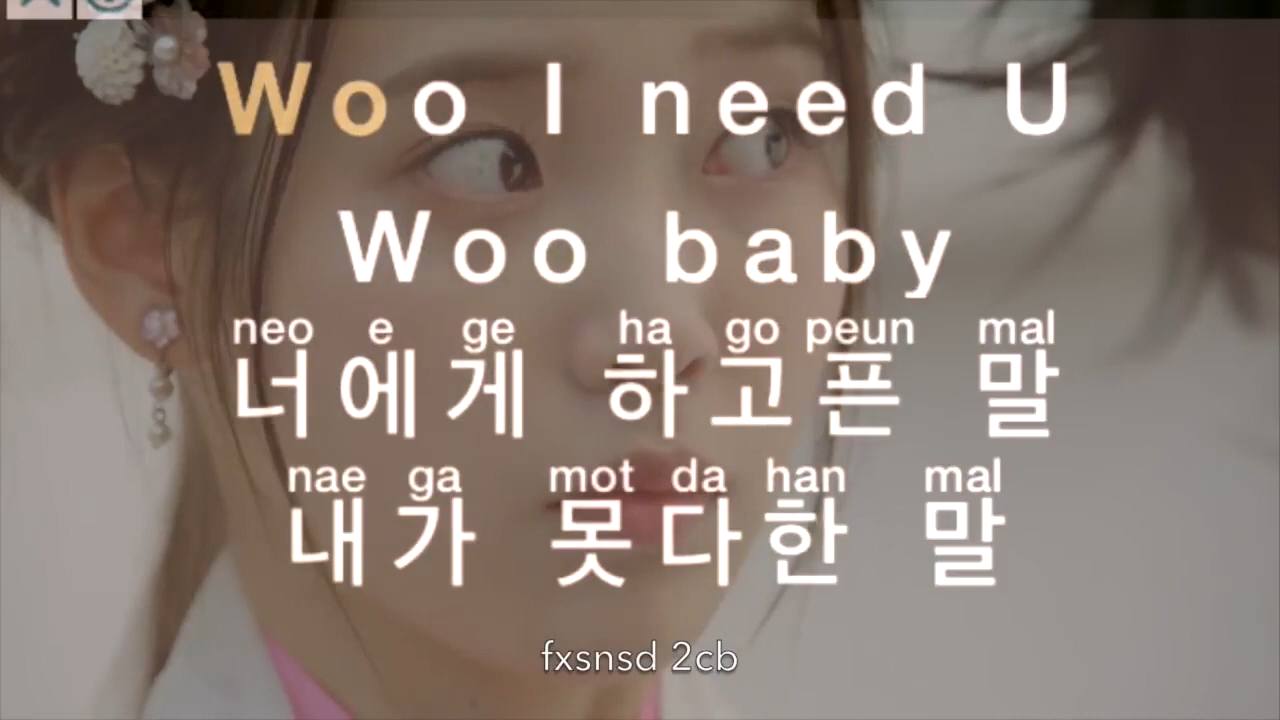 Woo I need U
Woo baby
neo e ge ha go peun mal
너에게 하고픈 말
nae ga mot da han mal
내가 못다한 말
fxsnsd 2cb